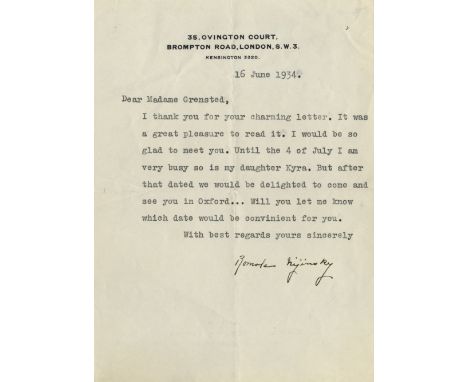 35, OVINGTON COURT,
BROMPTON ROAD, LONDON, S.W.3.
KENSINGTON 3320.
16 June 1934.
Dear Madame Grensted,
I thank you for your charming letter. It was
a great pleasure to read it. I would be so
glad to meet you. Until the 4 of July I am
very busy so is my daughter Kyra. But after
that dated we would be delighted to come and
see you in Oxford... Will you let me know
which date would be convinient for you.
With best regards yours sincerely
Romola Nijinsky